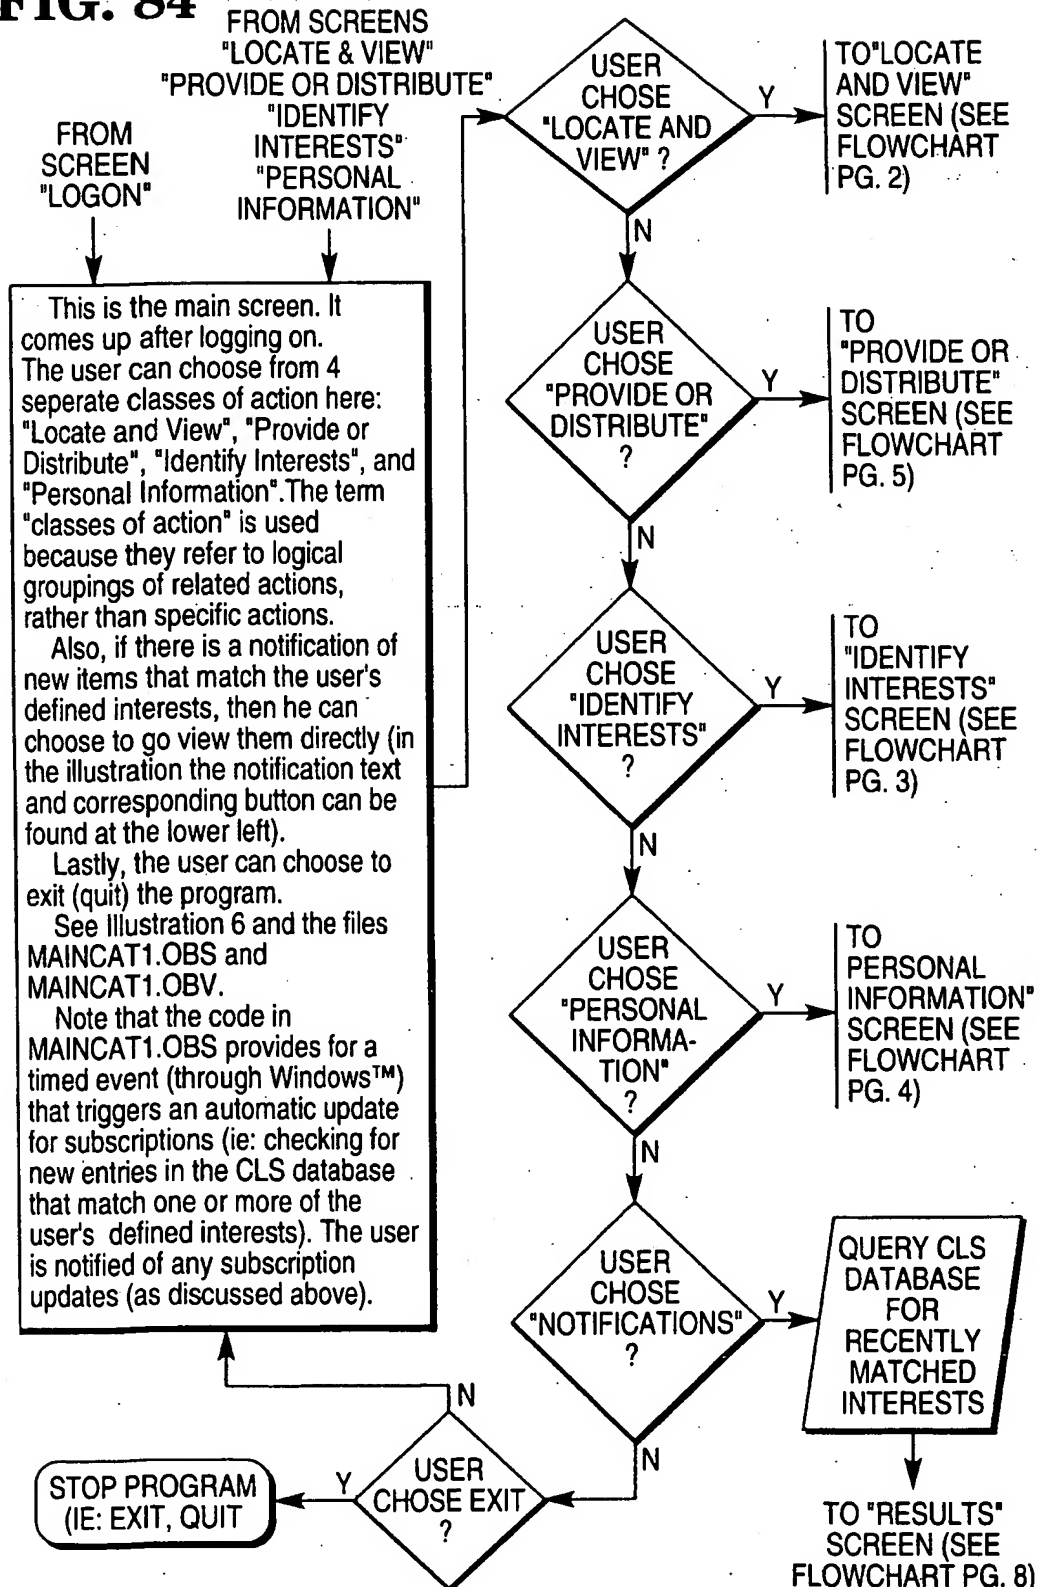 FIG. 84
FROM SCREENS
"LOCATE & VIEW"
"PROVIDE OR DISTRIBUTE"
"IDENTIFY
INTERESTS"
"PERSONAL
INFORMATION"
FROM
SCREEN
"LOGON"
This is the main screen. It
comes up after logging on.
The user can choose from 4
seperate classes of action here:
"Locate and View", "Provide or
Distribute", "Identify Interests", and
"Personal Information".The term
"classes of action" is used
because they refer to logical
groupings of related actions,
rather than specific actions.
Also, if there is a notification of
new items that match the user's
defined interests, then he can
choose to go view them directly (in
the illustration the notification text
and corresponding button can be
found at the lower left).
Lastly, the user can choose to
exit (quit) the program.
See Illustration 6 and the files
MAINCAT1.OBS and
MAINCAT1.OBV.
Note that the code in
MAINCAT1.OBS provides for a
timed event (through Windows™)
that triggers an automatic update
for subscriptions (ie: checking for
new entries in the CLS database
that match one or more of the
user's defined interests). The user
is notified of any subscription
updates (as discussed above).
USER
CHOSE
"LOCATE AND
VIEW" ?
Y
TO"LOCATE
AND VIEW"
SCREEN (SEE
FLOWCHART
PG. 2)
N
USER
CHOSE
"PROVIDE OR
DISTRIBUTE"
?
Y
TO
"PROVIDE OR
DISTRIBUTE"
SCREEN (SEE
FLOWCHART
PG. 5)
N
USER
CHOSE
"IDENTIFY
INTERESTS"
?
Y
TO
"IDENTIFY
INTERESTS"
SCREEN (SEE
FLOWCHART
PG. 3)
N
USER
CHOSE
"PERSONAL
INFORMA-
TION"
?
Y
TO
PERSONAL
INFORMATION"
SCREEN (SEE
FLOWCHART
PG. 4)
N
USER
CHOSE
"NOTIFICATIONS"
?
Y
QUERY CLS
DATABASE
FOR
RECENTLY
MATCHED
INTERESTS
TO "RESULTS"
SCREEN (SEE
FLOWCHART PG. 8)
N
USER
CHOSE EXIT
?
N
Y
STOP PROGRAM
(IE: EXIT, QUIT